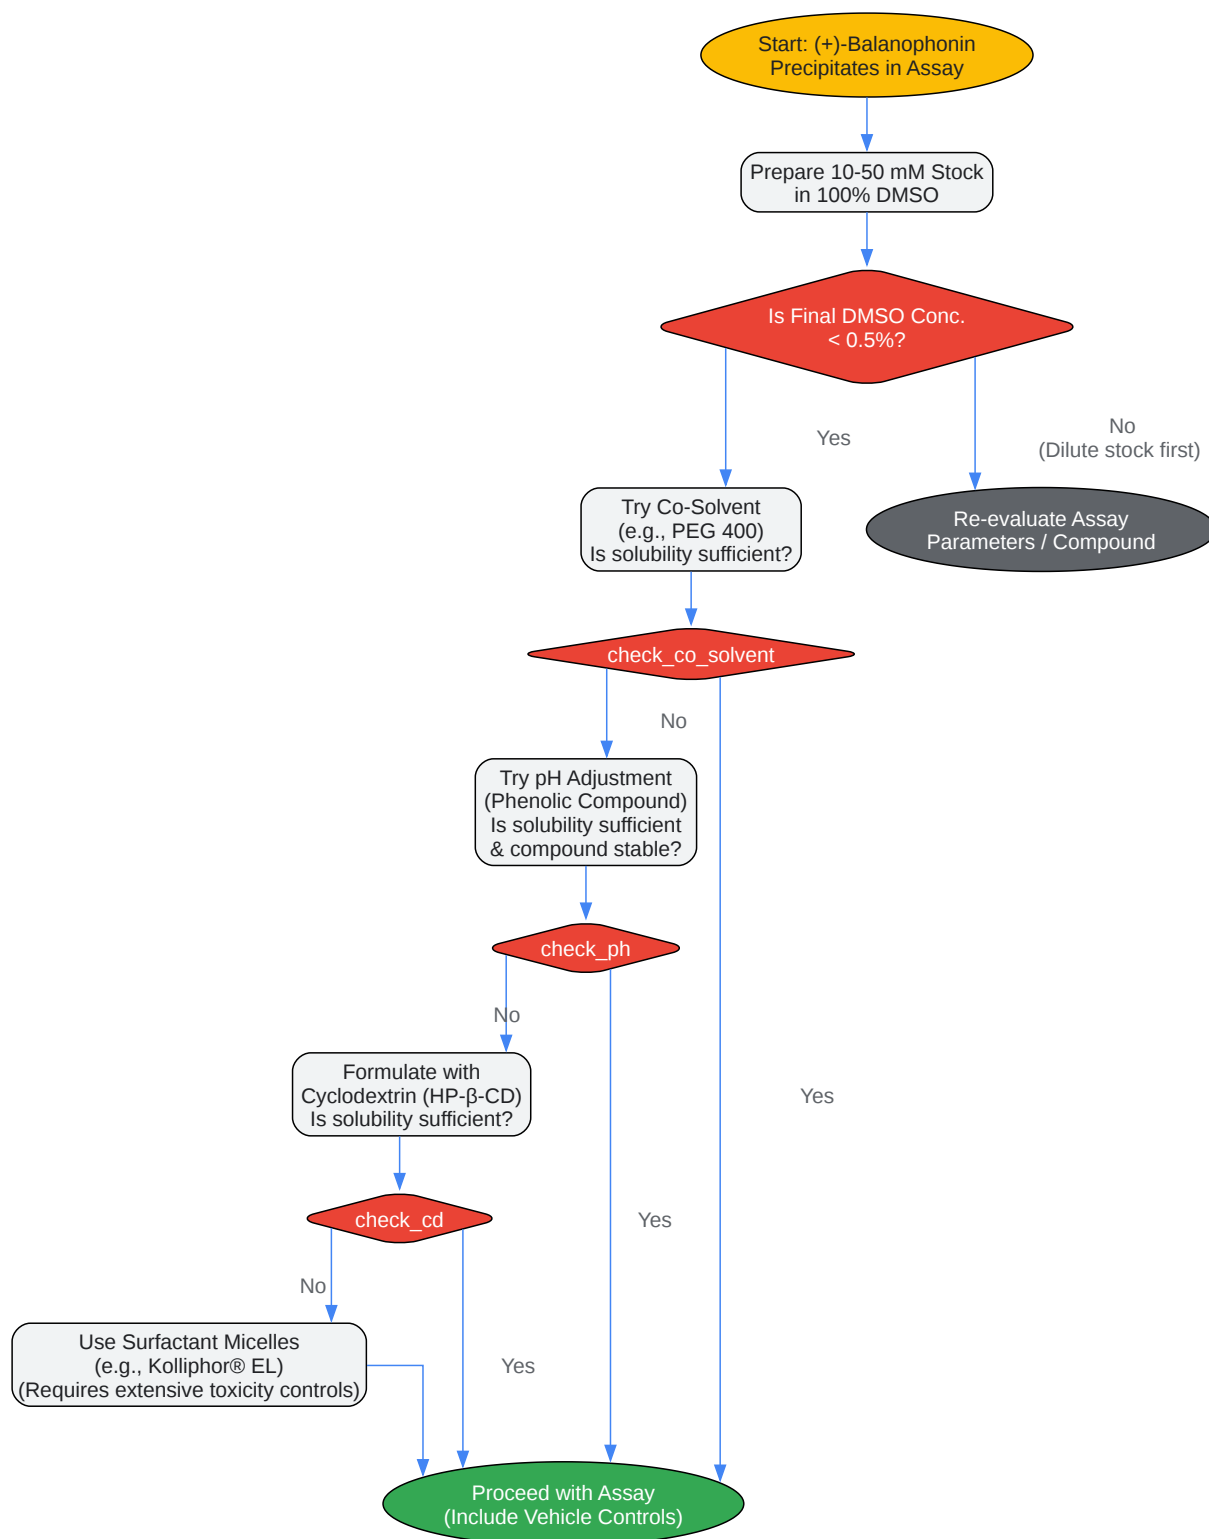 Start: (+)-Balanophonin
Precipitates in Assay
Prepare 10-50 mM Stock
in 100% DMSO
Is Final DMSO Conc.
< 0.5%?
Yes
No
(Dilute stock first)
Try Co-Solvent
(e.g., PEG 400)
Is solubility sufficient?
Re-evaluate Assay
Parameters / Compound
check_co_solvent
No
Try pH Adjustment
(Phenolic Compound)
Is solubility sufficient
& compound stable?
check_ph
No
Formulate with
Cyclodextrin (HP-β-CD)
Is solubility sufficient?
Yes
check_cd
Yes
No
Use Surfactant Micelles
(e.g., Kolliphor® EL)
(Requires extensive toxicity controls)
Yes
Proceed with Assay
(Include Vehicle Controls)